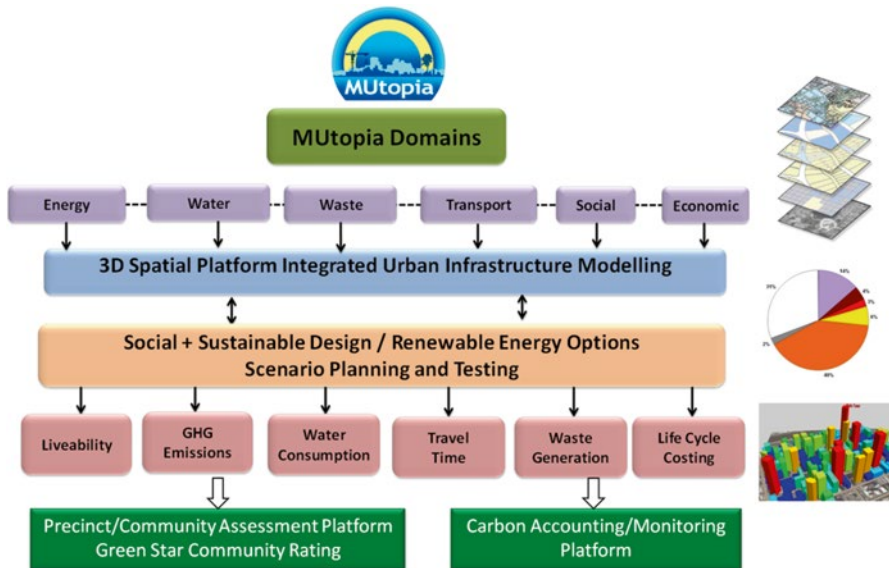 MUtopia
MUtopia Domains
Energy
Water
Waste
Transport
Social
Economic
3D Spatial Platform Integrated Urban Infrastructure Modelling
Social + Sustainable Design / Renewable Energy Options
Scenario Planning and Testing
Liveability
GHG
Emissions
Water
Consumption
Travel
Time
Waste
Generation
Life Cycle
Costing
Precinct/Community Assessment Platform
Green Star Community Rating
Carbon Accounting/Monitoring
Platform
2%